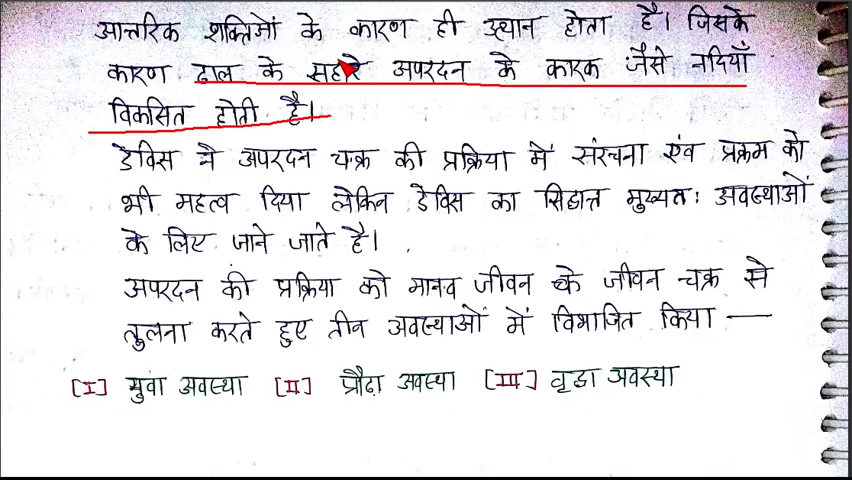 आन्तरिक शक्तिओं के कारण ही उत्थान होता है। जिसके
कारण ढाल के सहारे अपरदन के कारक जैसे नदियाँ
विकसित होती है।
डेविस ने अपरदन चक्र की प्रक्रिया में संरचना एंव प्रक्रम को
भी महत्व दिया लेकिन डेविस का सिद्धान्त मुख्यतः अवस्थाओं
के लिए जाने जाते है।
अपरदन की प्रक्रिया को मानव जीवन के जीवन चक्र से
तुलना करते हुए तीन अवस्थाओं में विभाजित किया —
[I] युवा अवस्था [II] प्रौढ़ा अवस्था [III] वृद्धा अवस्था